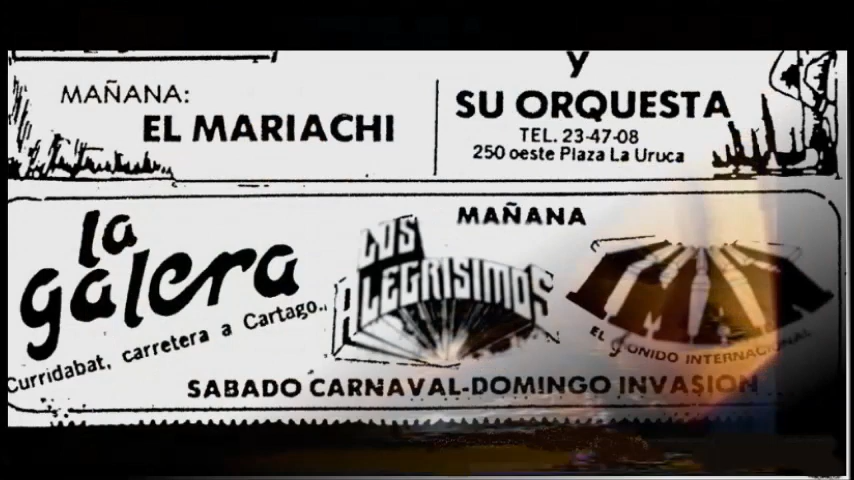 MAÑANA:
EL MARIACHI
y
SU ORQUESTA
TEL. 23-47-08
250 oeste Plaza La Uruca
la
galera
Curridabat, carretera a Cartago..
MAÑANA
LOS
ALEGRISIMOS
EL SONIDO INTERNACIONAL
SABADO CARNAVAL-DOMINGO INVASION